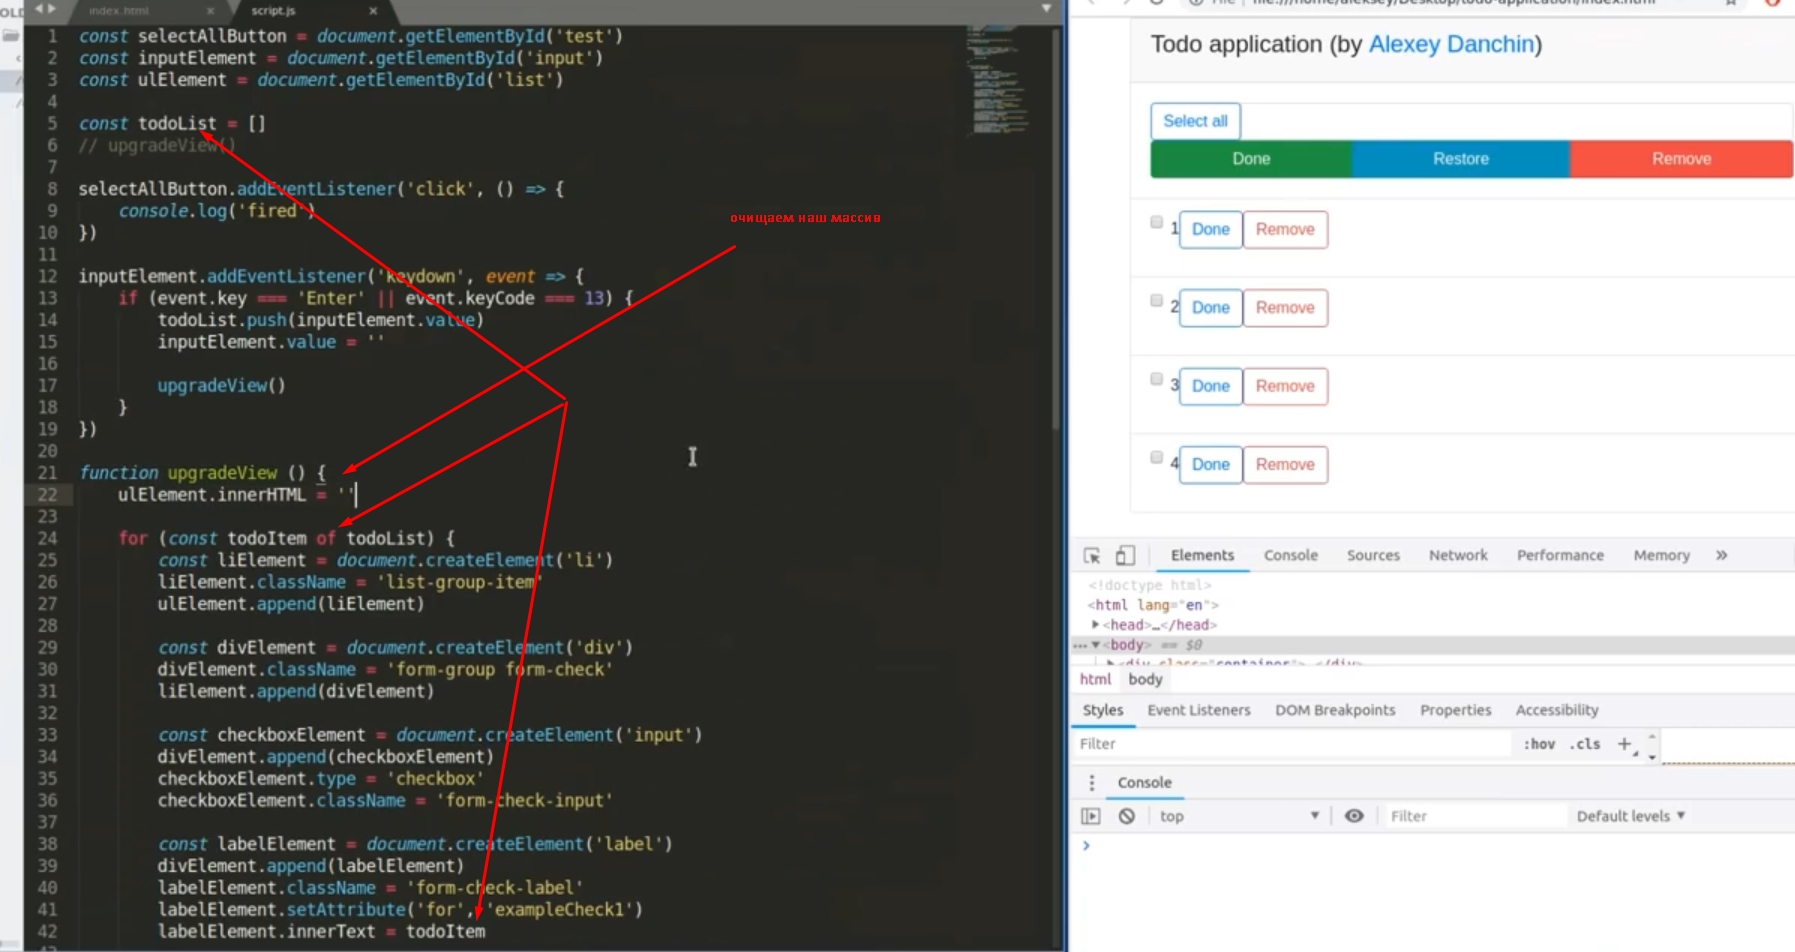 index.html ×
script.js ×
1 const selectAllButton = document.getElementById('test')
2 const inputElement = document.getElementById('input')
3 const ulElement = document.getElementById('list')
4
5 const todoList = []
6 // upgradeView()
7
8 selectAllButton.addEventListener('click', () => {
9 console.log('fired')
10 })
11
12 inputElement.addEventListener('keydown', event => {
13 if (event.key === 'Enter' || event.keyCode === 13) {
14 todoList.push(inputElement.value)
15 inputElement.value = ''
16
17 upgradeView()
18 }
19 })
20
21 function upgradeView () {
22 ulElement.innerHTML = ''
23
24 for (const todoItem of todoList) {
25 const liElement = document.createElement('li')
26 liElement.className = 'list-group-item'
27 ulElement.append(liElement)
28
29 const divElement = document.createElement('div')
30 divElement.className = 'form-group form-check'
31 liElement.append(divElement)
32
33 const checkboxElement = document.createElement('input')
34 divElement.append(checkboxElement)
35 checkboxElement.type = 'checkbox'
36 checkboxElement.className = 'form-check-input'
37
38 const labelElement = document.createElement('label')
39 divElement.append(labelElement)
40 labelElement.className = 'form-check-label'
41 labelElement.setAttribute('for', 'exampleCheck1')
42 labelElement.innerText = todoItem
очищаем наш массив
Todo application (by Alexey Danchin)
Select all
Done Restore Remove
1 Done Remove
2 Done Remove
3 Done Remove
4 Done Remove
Elements Console Sources Network Performance Memory »
<!doctype html>
<html lang="en">
<head>…</head>
<body> == $0
<div class="container">…</div>
html body
Styles Event Listeners DOM Breakpoints Properties Accessibility
Filter :hov .cls +
Console
top Filter Default levels